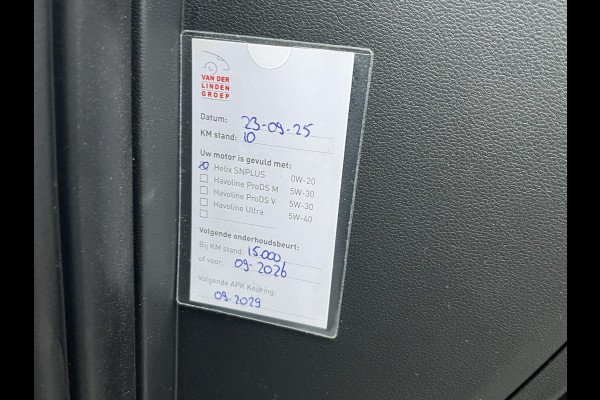 VAN DER
LINDEN
GROEP
Datum: 23-09-25
KM stand: 10
Uw motor is gevuld met:
Helix SNPLUS 0W-20
Havoline ProDS M 5W-30
Havoline ProDS V 5W-30
Havoline Ultra 5W-40
Volgende onderhoudsbeurt:
Bij KM stand: 15.000
of voor: 09-2026
Volgende APK Keuring:
09-2029